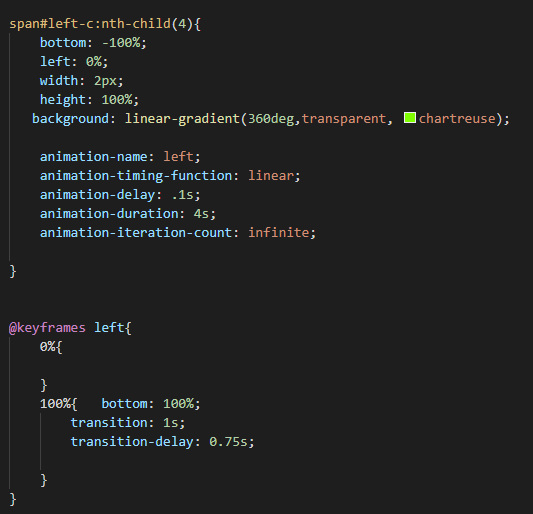 span#left-c:nth-child(4){
bottom: -100%;
left: 0%;
width: 2px;
height: 100%;
background: linear-gradient(360deg,transparent, chartreuse);
animation-name: left;
animation-timing-function: linear;
animation-delay: .1s;
animation-duration: 4s;
animation-iteration-count: infinite;
}
@keyframes left{
0%{
}
100%{   bottom: 100%;
transition: 1s;
transition-delay: 0.75s;
}
}